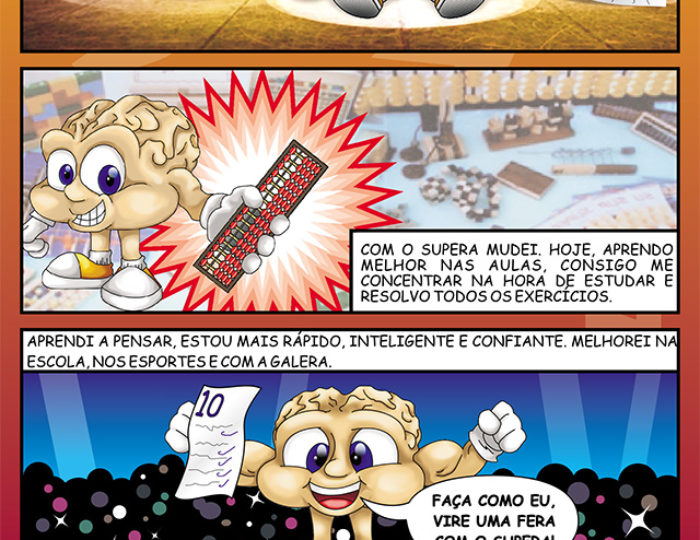 COM O SUPERA MUDEI. HOJE, APRENDO
MELHOR NAS AULAS, CONSIGO ME
CONCENTRAR NA HORA DE ESTUDAR E
RESOLVO TODOS OS EXERCÍCIOS.
APRENDI A PENSAR, ESTOU MAIS RÁPIDO, INTELIGENTE E CONFIANTE. MELHOREI NA
ESCOLA, NOS ESPORTES E COM A GALERA.
10
FAÇA COMO EU,
VIRE UMA FERA
COM O SUPERA!